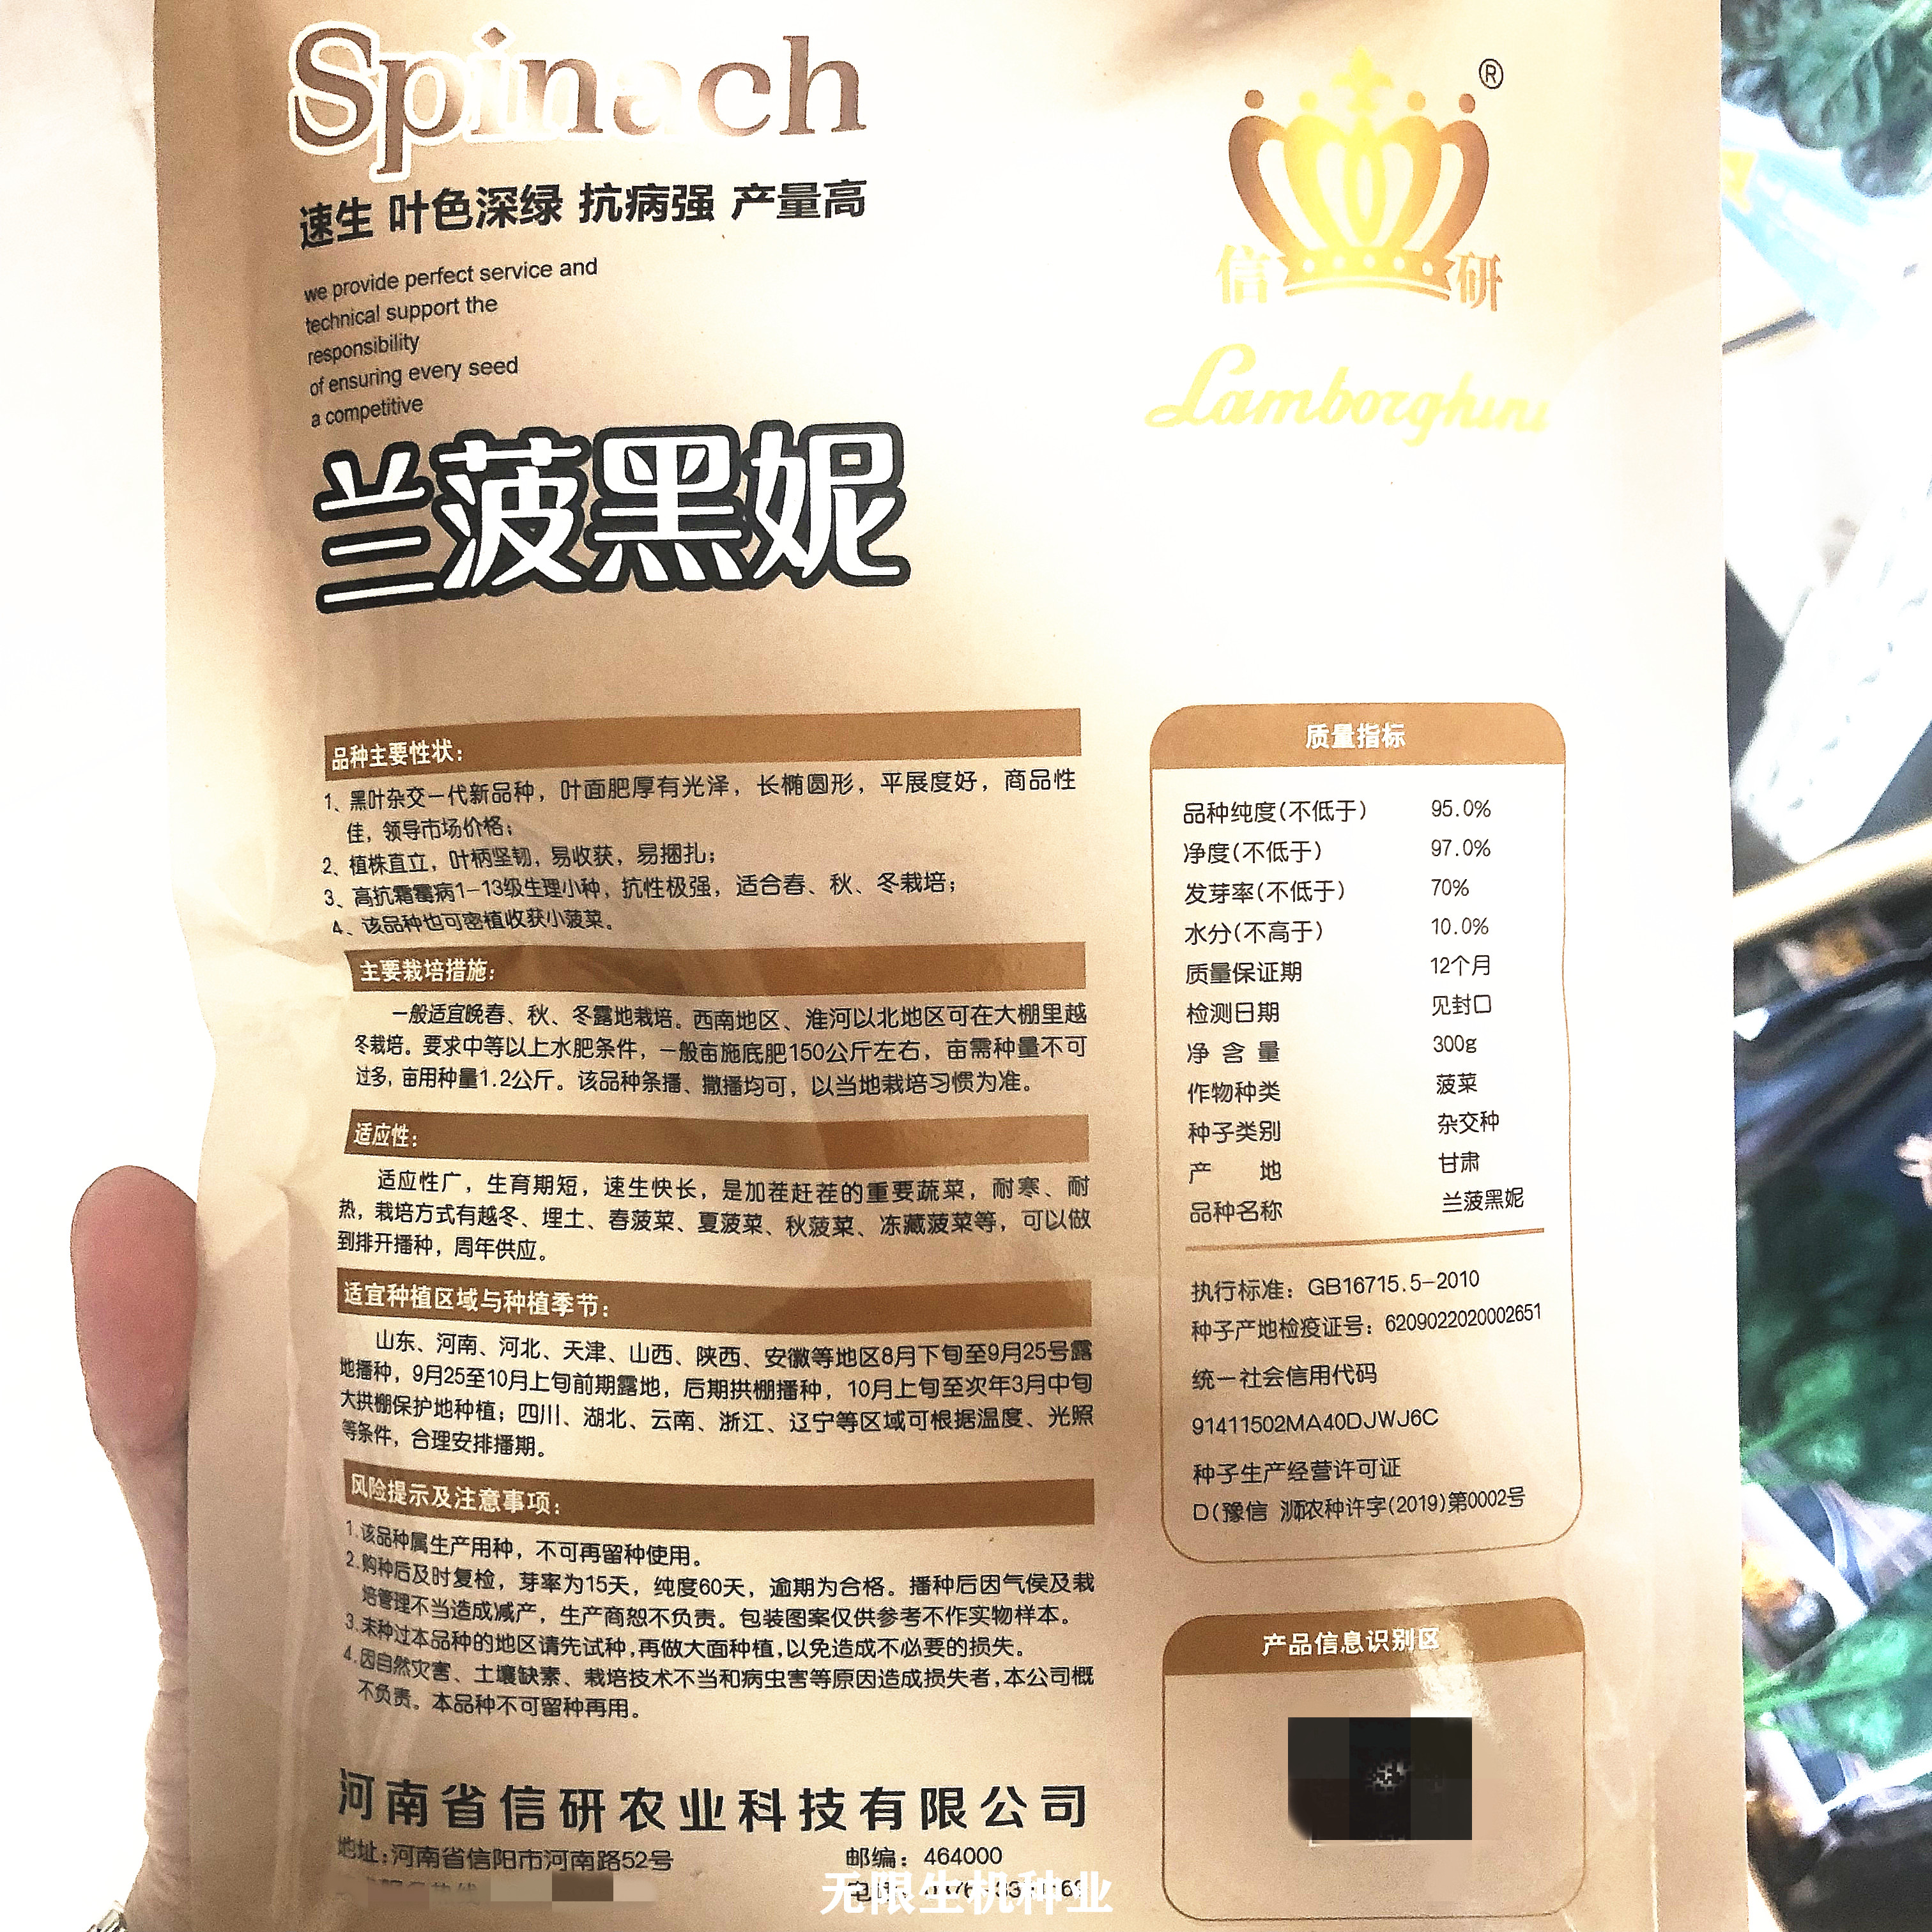 Spinach
速生 叶色深绿 抗病强 产量高
we provide perfect service and
technical support the
responsibility
of ensuring every seed
a competitive
兰菠黑妮
®
信 研
Lamborghini
品种主要性状：
1、黑叶杂交一代新品种，叶面肥厚有光泽，长椭圆形，平展度好，商品性
佳，领导市场价格；
2、植株直立，叶柄坚韧，易收获，易捆扎；
3、高抗霜霉病1-13级生理小种，抗性极强，适合春、秋、冬栽培；
4、该品种也可密植收获小菠菜。
主要栽培措施：
一般适宜晚春、秋、冬露地栽培。西南地区、淮河以北地区可在大棚里越
冬栽培。要求中等以上水肥条件，一般亩施底肥150公斤左右，亩需种量不可
过多，亩用种量1.2公斤。该品种条播、撒播均可，以当地栽培习惯为准。
适应性：
适应性广，生育期短，速生快长，是加茬赶茬的重要蔬菜，耐寒、耐
热，栽培方式有越冬、埋土、春菠菜、夏菠菜、秋菠菜、冻藏菠菜等，可以做
到排开播种，周年供应。
适宜种植区域与种植季节：
山东、河南、河北、天津、山西、陕西、安徽等地区8月下旬至9月25号露
地播种，9月25至10月上旬前期露地，后期拱棚播种，10月上旬至次年3月中旬
大拱棚保护地种植；四川、湖北、云南、浙江、辽宁等区域可根据温度、光照
等条件，合理安排播期。
风险提示及注意事项：
1.该品种属生产用种，不可再留种使用。
2.购种后及时复检，芽率为15天，纯度60天，逾期为合格。播种后因气侯及栽
培管理不当造成减产，生产商恕不负责。包装图案仅供参考不作实物样本。
3.未种过本品种的地区请先试种,再做大面种植,以免造成不必要的损失。
4.因自然灾害、土壤缺素、栽培技术不当和病虫害等原因造成损失者,本公司概
不负责。本品种不可留种再用。
河南省信研农业科技有限公司
地址：河南省信阳市河南路52号 邮编：464000
质量指标
品种纯度(不低于) 95.0%
净度(不低于) 97.0%
发芽率(不低于) 70%
水分(不高于) 10.0%
质量保证期 12个月
检测日期 见封口
净含量 300g
作物种类 菠菜
种子类别 杂交种
产地 甘肃
品种名称 兰菠黑妮
执行标准：GB16715.5-2010
种子产地检疫证号：6209022020002651
统一社会信用代码
91411502MA40DJWJ6C
种子生产经营许可证
D(豫信 浉)农种许字(2019)第0002号
产品信息识别区
无限生机种业